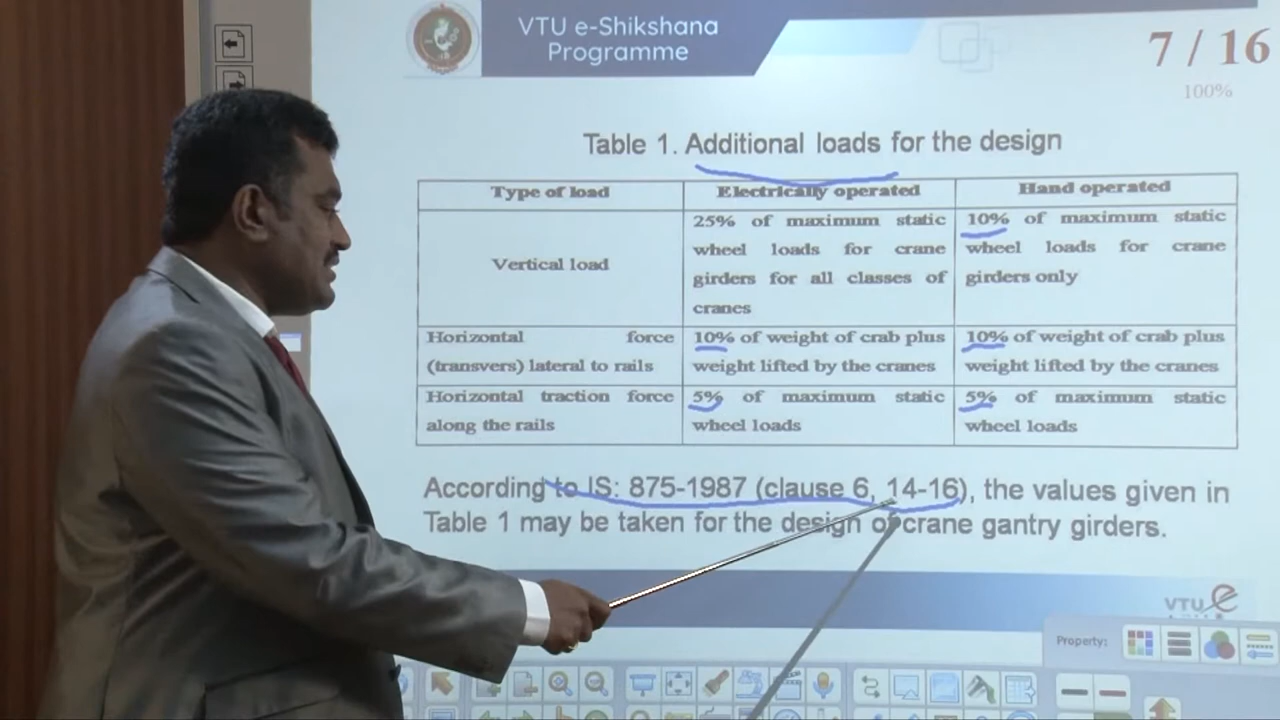 VTU e-Shikshana
Programme
7 / 16
100%
Table 1. Additional loads for the design
Type of load
Electrically operated
Hand operated
Vertical load
25% of maximum static
wheel loads for crane
girders for all classes of
cranes
10% of maximum static
wheel loads for crane
girders only
Horizontal force
(transvers) lateral to rails
10% of weight of crab plus
weight lifted by the cranes
10% of weight of crab plus
weight lifted by the cranes
Horizontal traction force
along the rails
5% of maximum static
wheel loads
5% of maximum static
wheel loads
According to IS: 875-1987 (clause 6, 14-16), the values given in
Table 1 may be taken for the design of crane gantry girders.
VTU e
Property: